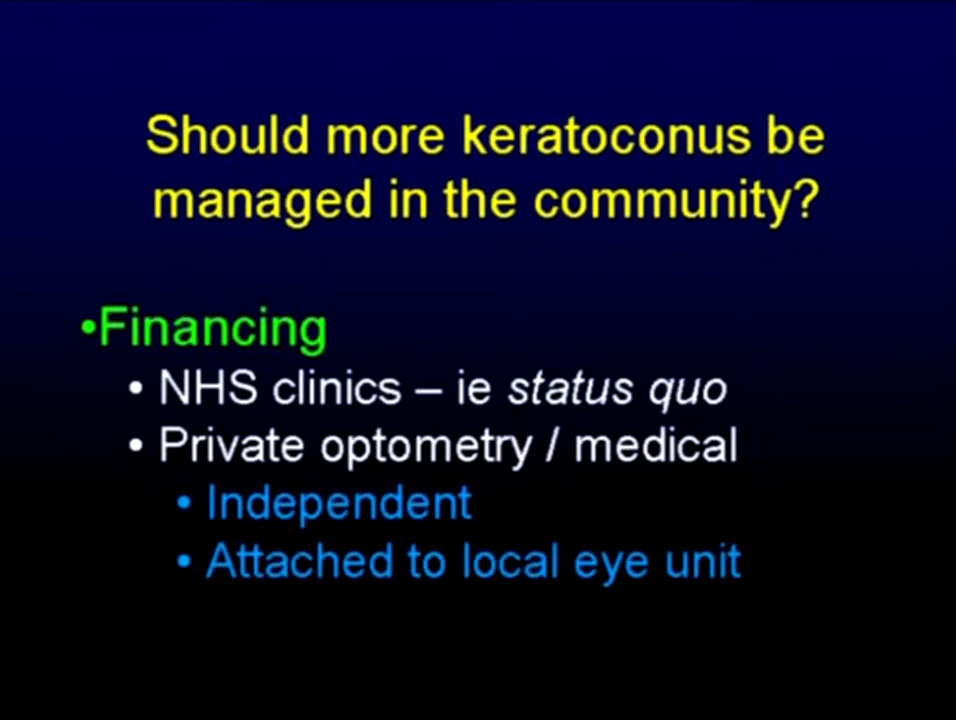 Should more keratoconus be
managed in the community?
•Financing
• NHS clinics – ie status quo
• Private optometry / medical
• Independent
• Attached to local eye unit